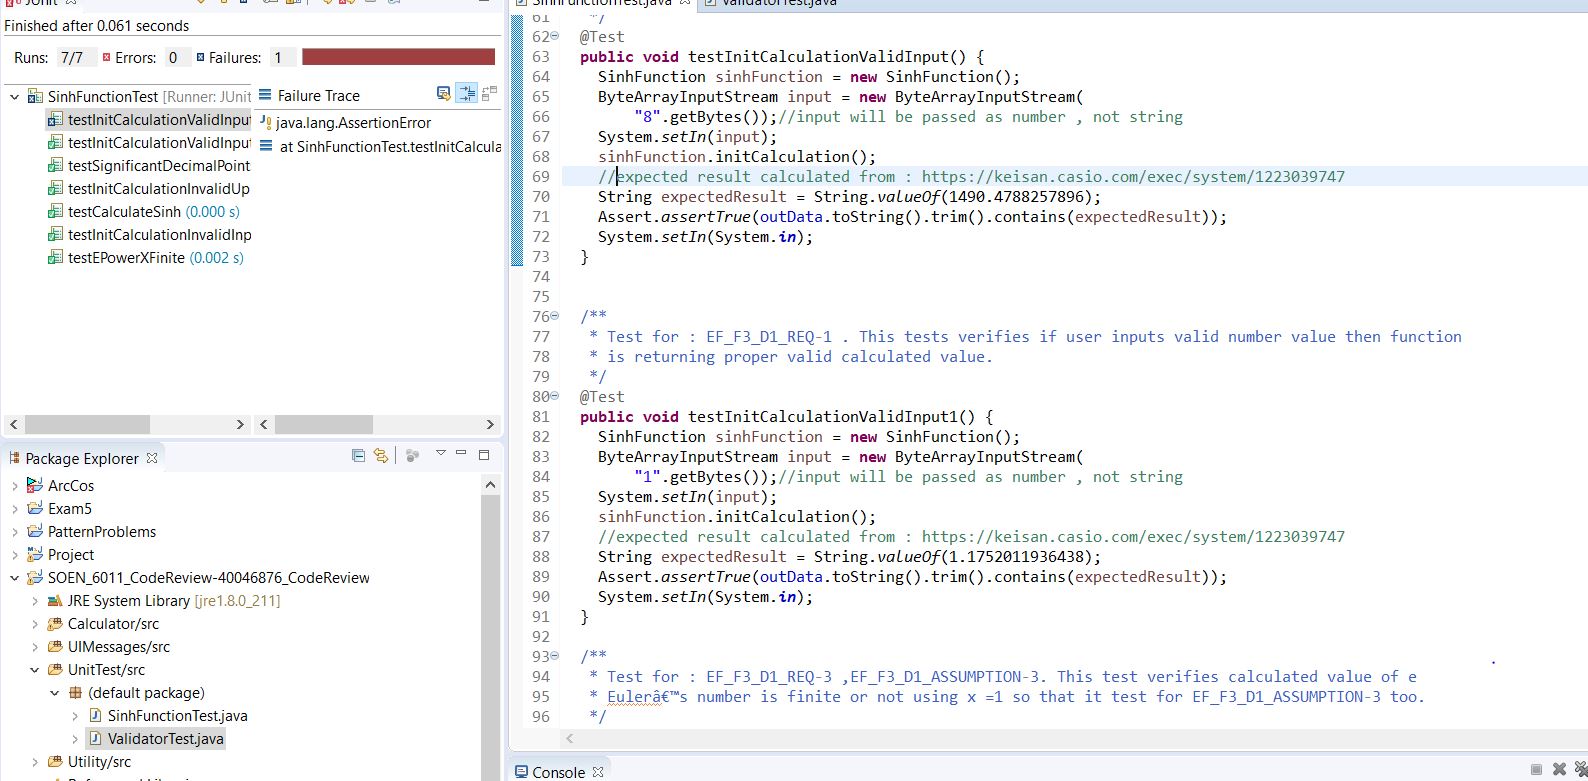 JUnit
Finished after 0.061 seconds
Runs: 7/7 Errors: 0 Failures: 1
SinhFunctionTest [Runner: JUnit
testInitCalculationValidInput
testInitCalculationValidInput
testSignificantDecimalPoint
testInitCalculationInvalidUp
testCalculateSinh (0.000 s)
testInitCalculationInvalidInp
testEPowerXFinite (0.002 s)
Failure Trace
java.lang.AssertionError
at SinhFunctionTest.testInitCalcula
Package Explorer
ArcCos
Exam5
PatternProblems
Project
SOEN_6011_CodeReview-40046876_CodeReview
JRE System Library [jre1.8.0_211]
Calculator/src
UIMessages/src
UnitTest/src
(default package)
SinhFunctionTest.java
ValidatorTest.java
Utility/src
SinhFunctionTest.java ValidatorTest.java
61 */
62 @Test
63 public void testInitCalculationValidInput() {
64 SinhFunction sinhFunction = new SinhFunction();
65 ByteArrayInputStream input = new ByteArrayInputStream(
66 "8".getBytes());//input will be passed as number , not string
67 System.setIn(input);
68 sinhFunction.initCalculation();
69 //expected result calculated from : https://keisan.casio.com/exec/system/1223039747
70 String expectedResult = String.valueOf(1490.4788257896);
71 Assert.assertTrue(outData.toString().trim().contains(expectedResult));
72 System.setIn(System.in);
73 }
74
75
76 /**
77 * Test for : EF_F3_D1_REQ-1 . This tests verifies if user inputs valid number value then function
78 * is returning proper valid calculated value.
79 */
80 @Test
81 public void testInitCalculationValidInput1() {
82 SinhFunction sinhFunction = new SinhFunction();
83 ByteArrayInputStream input = new ByteArrayInputStream(
84 "1".getBytes());//input will be passed as number , not string
85 System.setIn(input);
86 sinhFunction.initCalculation();
87 //expected result calculated from : https://keisan.casio.com/exec/system/1223039747
88 String expectedResult = String.valueOf(1.1752011936438);
89 Assert.assertTrue(outData.toString().trim().contains(expectedResult));
90 System.setIn(System.in);
91 }
92
93 /**
94 * Test for : EF_F3_D1_REQ-3 ,EF_F3_D1_ASSUMPTION-3. This test verifies calculated value of e
95 * Eulerâ€™s number is finite or not using x =1 so that it test for EF_F3_D1_ASSUMPTION-3 too.
96 */
Console